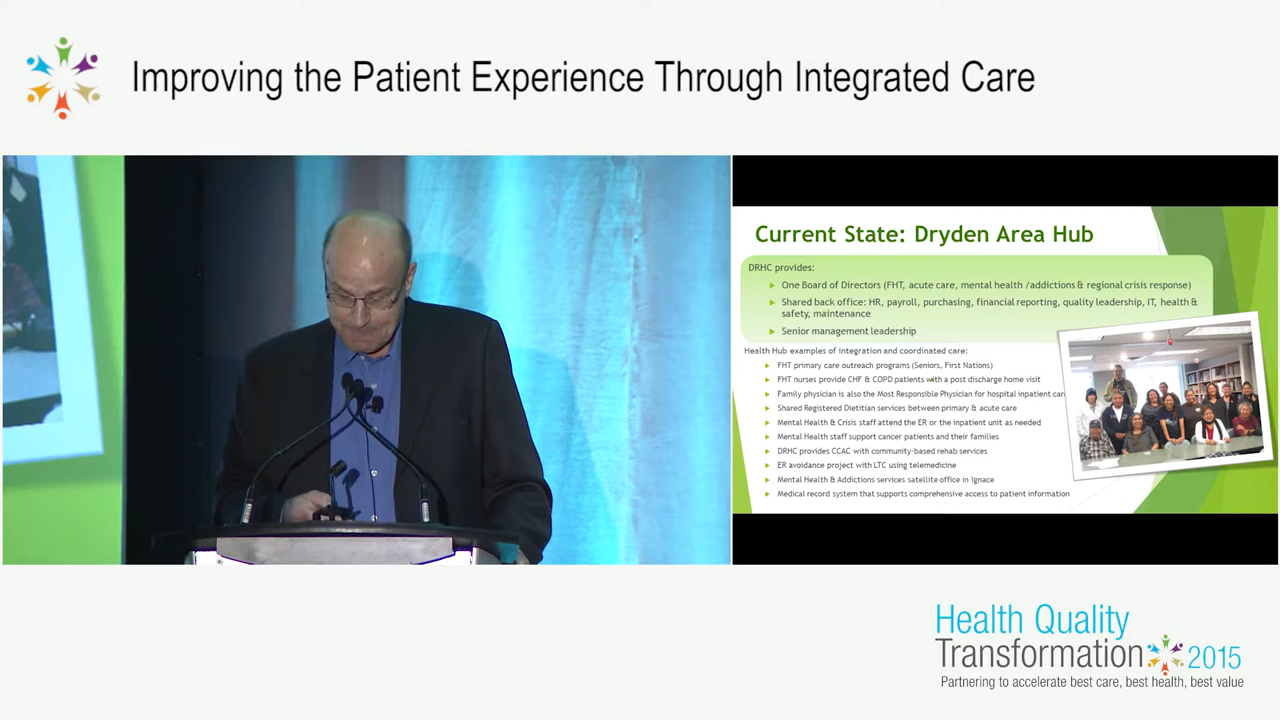 Improving the Patient Experience Through Integrated Care
Current State: Dryden Area Hub
DRHC provides:
One Board of Directors (FHT, acute care, mental health /addictions & regional crisis response)
Shared back office: HR, payroll, purchasing, financial reporting, quality leadership, IT, health &
safety, maintenance
Senior management leadership
Health Hub examples of integration and coordinated care:
FHT primary care outreach programs (Seniors, First Nations)
FHT nurses provide CHF & COPD patients with a post discharge home visit
Family physician is also the Most Responsible Physician for hospital inpatient care
Shared Registered Dietitian services between primary & acute care
Mental Health & Crisis staff attend the ER or the inpatient unit as needed
Mental Health staff support cancer patients and their families
DRHC provides CCAC with community-based rehab services
ER avoidance project with LTC using telemedicine
Mental Health & Addictions services satellite office in Ignace
Medical record system that supports comprehensive access to patient information
Health Quality
Transformation 2015
Partnering to accelerate best care, best health, best value